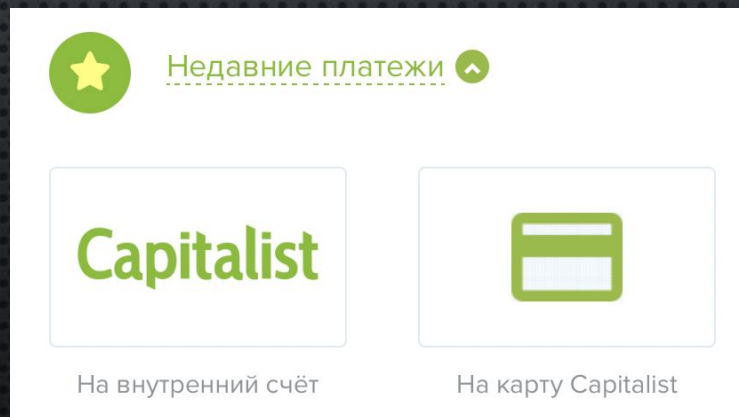 Недавние платежи
Capitalist
На внутренний счёт
На карту Capitalist